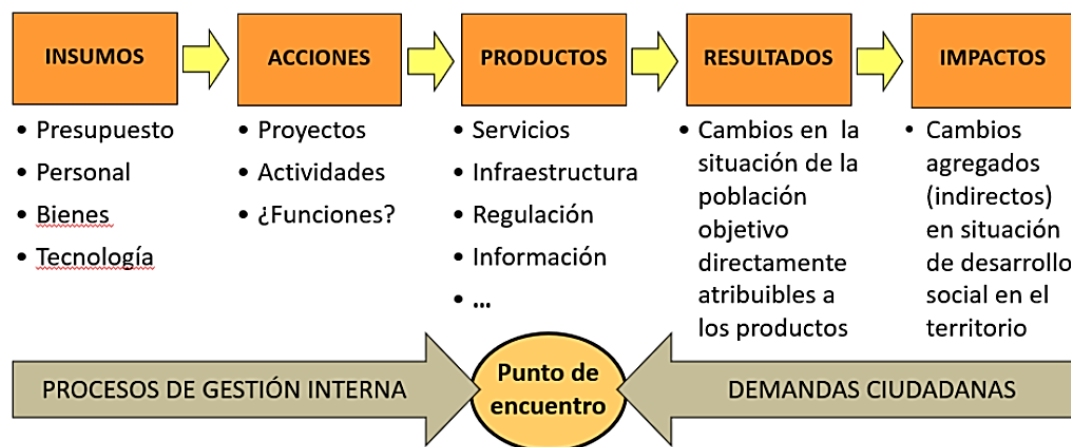 INSUMOS
ACCIONES
PRODUCTOS
RESULTADOS
IMPACTOS
• Presupuesto
• Personal
• Bienes
• Tecnología
• Proyectos
• Actividades
• ¿Funciones?
• Servicios
• Infraestructura
• Regulación
• Información
• ...
• Cambios en la
situación de la
población
objetivo
directamente
atribuibles a
los productos
• Cambios
agregados
(indirectos)
en situación
de desarrollo
social en el
territorio
PROCESOS DE GESTIÓN INTERNA
Punto de
encuentro
DEMANDAS CIUDADANAS